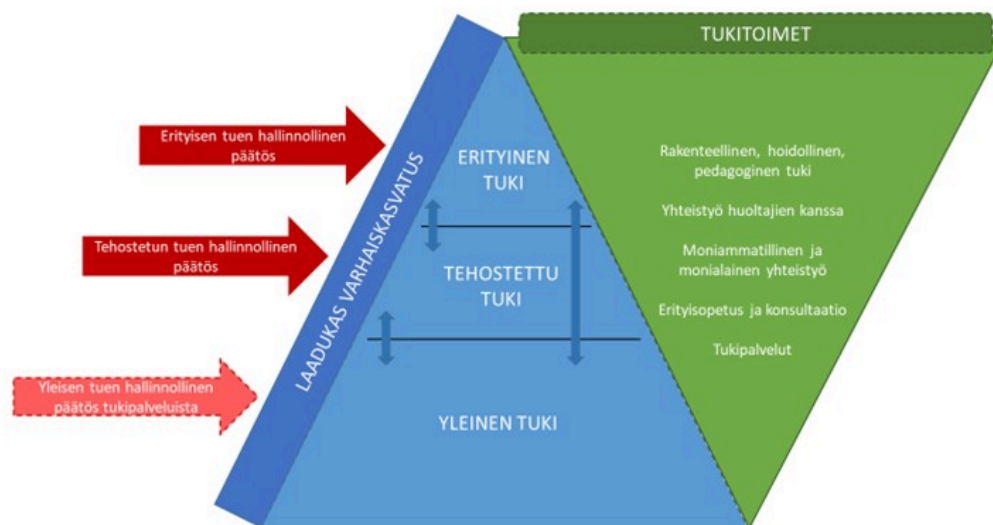 TUKITOIMET
Erityisen tuen hallinnollinen
päätös
Tehostetun tuen hallinnollinen
päätös
Yleisen tuen hallinnollinen
päätös tukipalveluista
LAADUKAS VARHAISKASVATUS
ERITYINEN
TUKI
TEHOSTETTU
TUKI
YLEINEN TUKI
Rakenteellinen, hoidollinen,
pedagoginen tuki
Yhteistyö huoltajien kanssa
Moniammatillinen ja
monialainen yhteistyö
Erityisopetus ja konsultaatio
Tukipalvelut